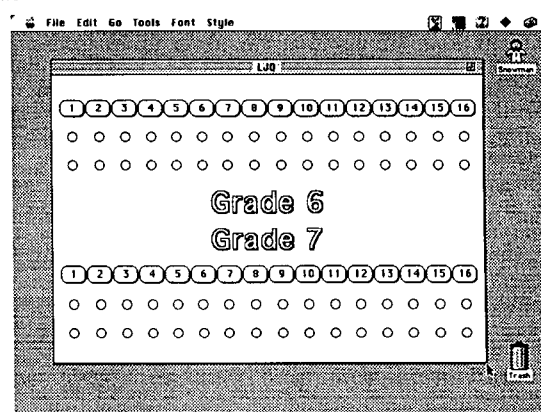 File Edit Go Tools Font Style
LJQ
Snowman
1 2 3 4 5 6 7 8 9 10 11 12 13 14 15 16
Grade 6
Grade 7
1 2 3 4 5 6 7 8 9 10 11 12 13 14 15 16
Trash